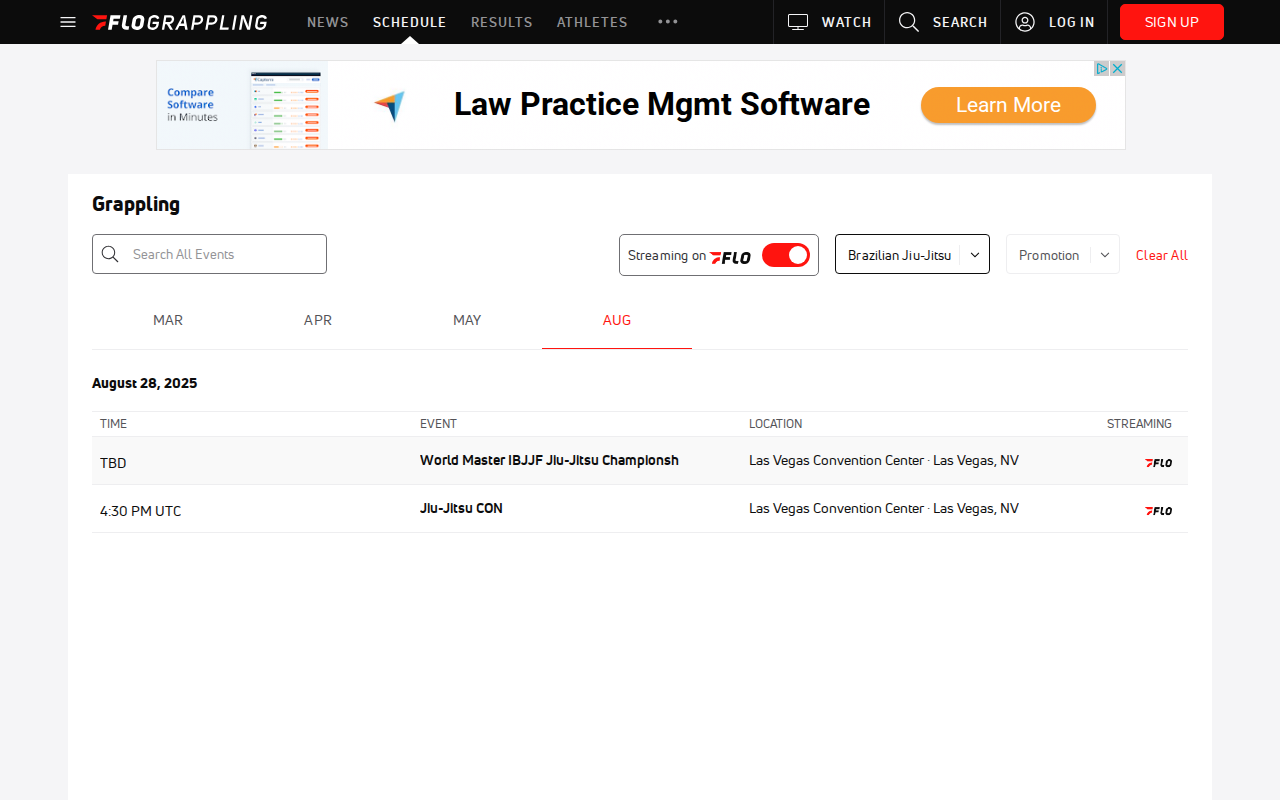 FLOGRAPPLING NEWS SCHEDULE RESULTS ATHLETES WATCH SEARCH LOG IN SIGN UP
Compare
Software
in Minutes
Law Practice Mgmt Software
Learn More
Grappling
Search All Events
Streaming on FLO
Brazilian Jiu-Jitsu
Promotion
Clear All
MAR APR MAY AUG
August 28, 2025
TIME EVENT LOCATION STREAMING
TBD World Master IBJJF Jiu-Jitsu Championsh Las Vegas Convention Center · Las Vegas, NV FLO
4:30 PM UTC Jiu-Jitsu CON Las Vegas Convention Center · Las Vegas, NV FLO